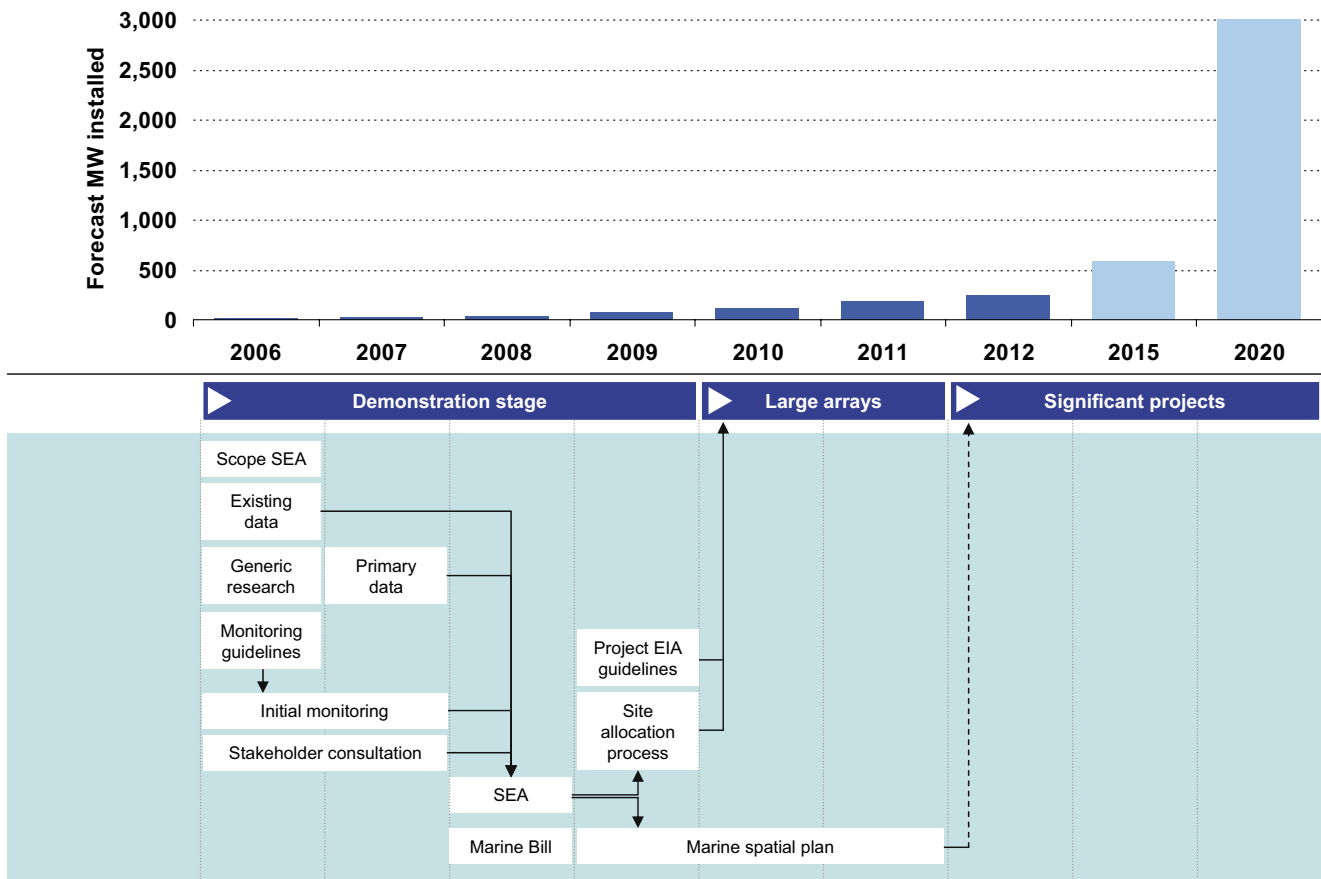 Forecast MW installed
3,000
2,500
2,000
1,500
1,000
500
0
2006 2007 2008 2009 2010 2011 2012 2015 2020
Demonstration stage Large arrays Significant projects
Scope SEA
Existing
data
Generic
research
Primary
data
Monitoring
guidelines
Initial monitoring
Stakeholder consultation
Project EIA
guidelines
Site
allocation
process
SEA
Marine Bill
Marine spatial plan